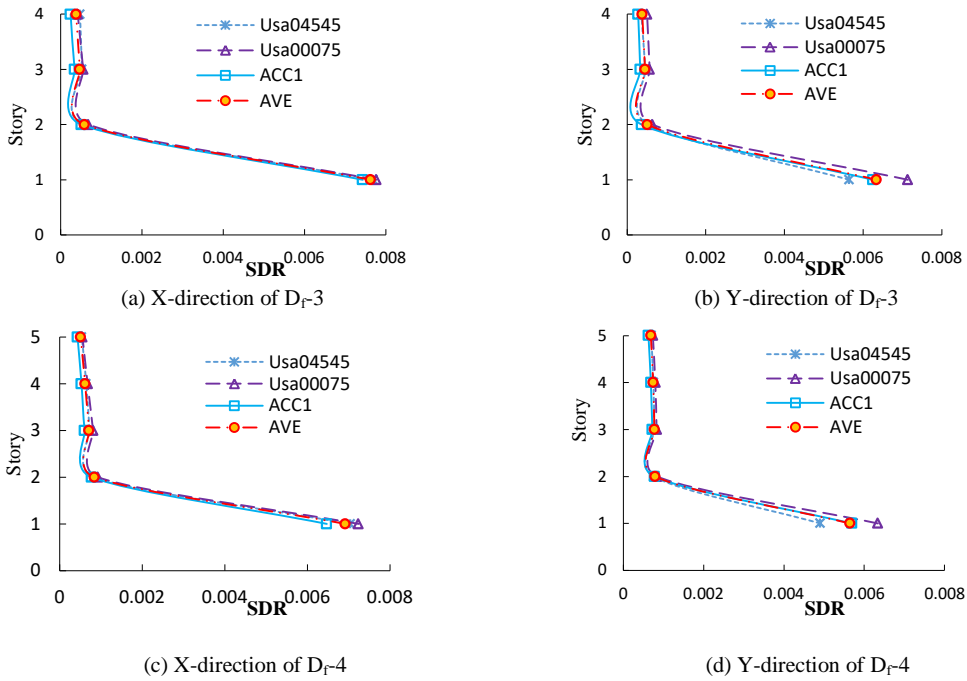 4
3
2
1
0
Story
0
0.002
0.004
0.006
0.008
SDR
Usa04545
Usa00075
ACC1
AVE
(a) X-direction of Df-3
4
3
2
1
0
Story
0
0.002
0.004
0.006
0.008
SDR
Usa04545
Usa00075
ACC1
AVE
(b) Y-direction of Df-3
5
4
3
2
1
0
Story
0
0.002
0.004
0.006
0.008
SDR
Usa04545
Usa00075
ACC1
AVE
(c) X-direction of Df-4
5
4
3
2
1
0
Story
0
0.002
0.004
0.006
0.008
SDR
Usa04545
Usa00075
ACC1
AVE
(d) Y-direction of Df-4